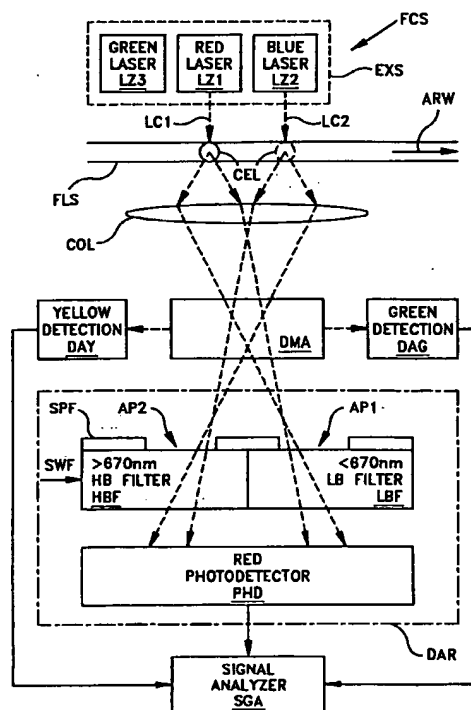 FCS
GREEN LASER LZ3
RED LASER LZ1
BLUE LASER LZ2
EXS
LC1
LC2
ARW
CEL
FLS
COL
YELLOW DETECTION DAY
DMA
GREEN DETECTION DAG
SPF
AP2
AP1
SWF
>670nm HB FILTER HBF
<670nm LB FILTER LBF
RED PHOTODETECTOR PHD
DAR
SIGNAL ANALYZER SGA